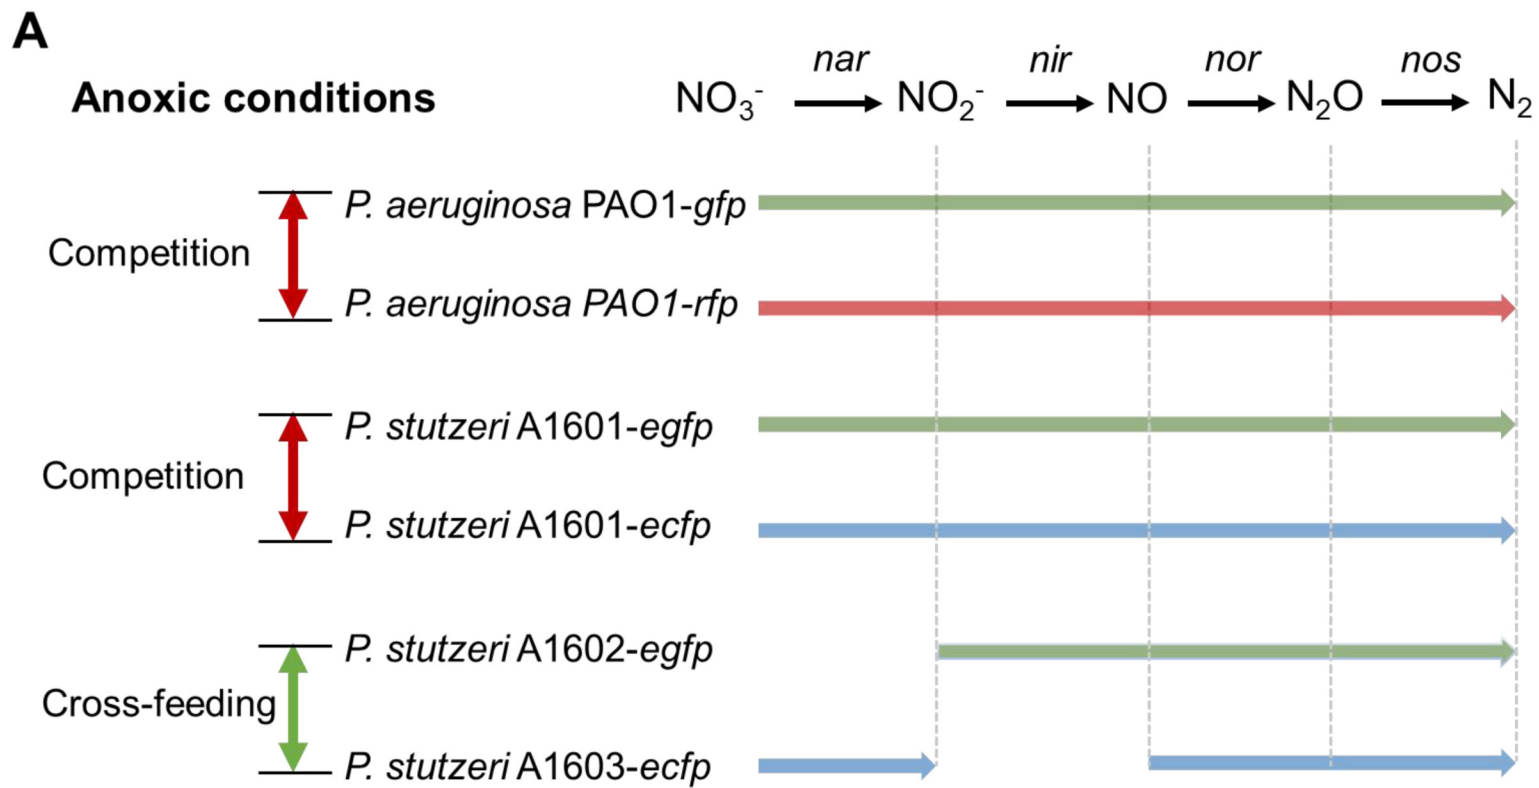 A
nar nir nor nos
Anoxic conditions NO3- NO2- NO N2O N2
P. aeruginosa PAO1-gfp
Competition
P. aeruginosa PAO1-rfp
P. stutzeri A1601-egfp
Competition
P. stutzeri A1601-ecfp
P. stutzeri A1602-egfp
Cross-feeding
P. stutzeri A1603-ecfp